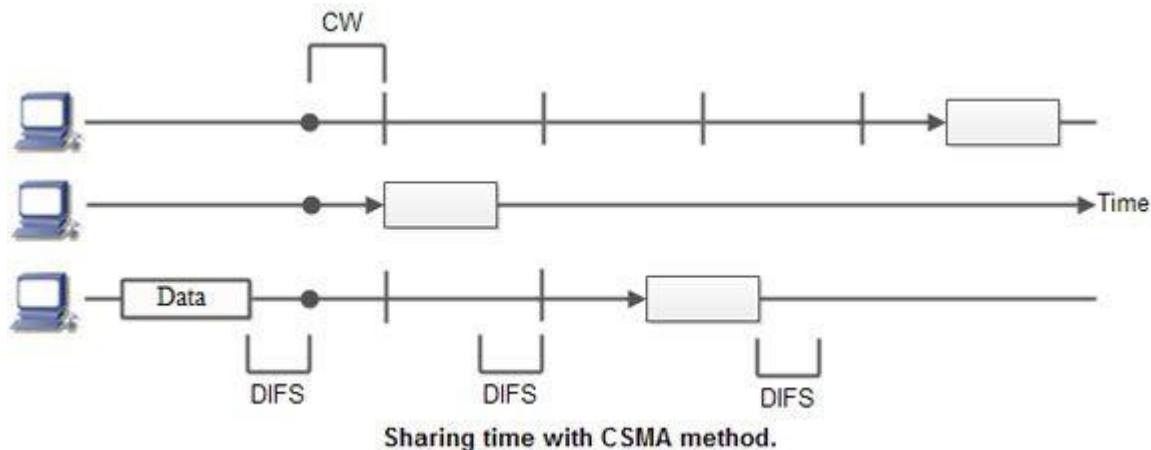 CW
Time
Data
DIFS DIFS DIFS
Sharing time with CSMA method.